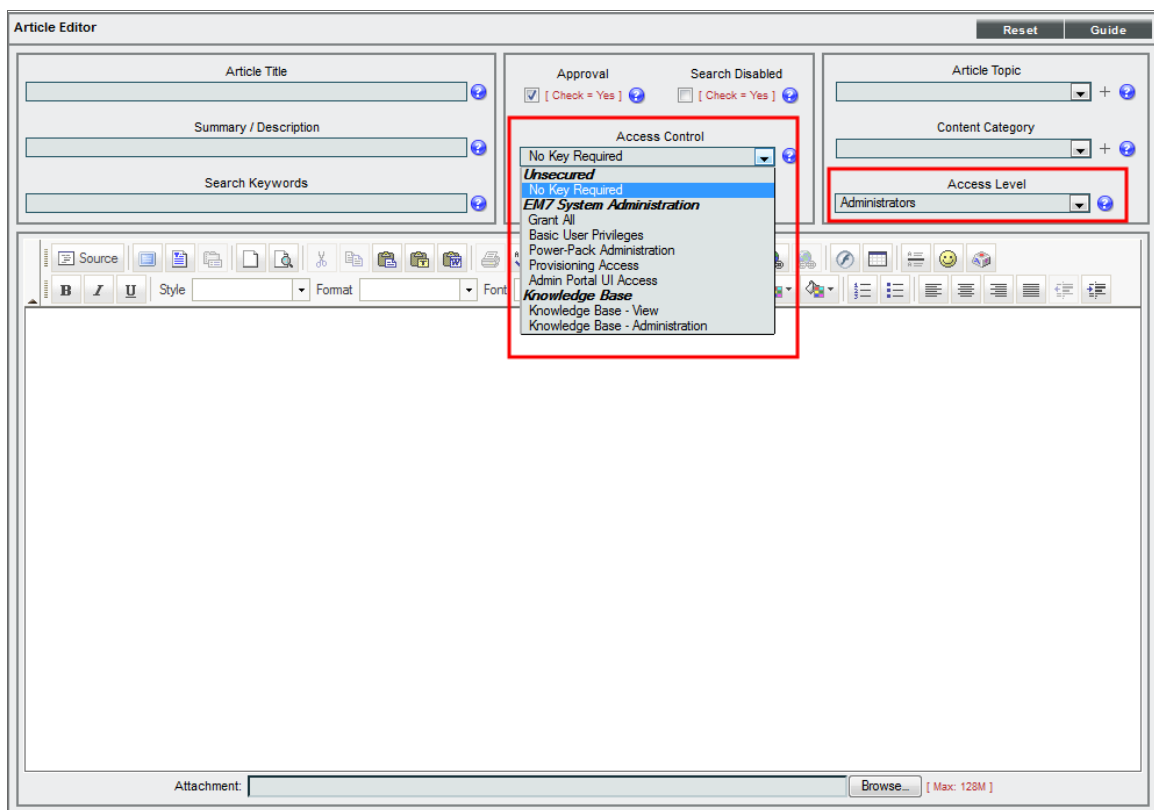 Article Editor
Reset
Guide
Article Title
Approval
Search Disabled
Article Topic
[ Check = Yes ]
[ Check = Yes ]
Summary / Description
Access Control
Content Category
No Key Required
Unsecured
No Key Required
EM7 System Administration
Grant All
Basic User Privileges
Power-Pack Administration
Provisioning Access
Admin Portal UI Access
Knowledge Base
Knowledge Base - View
Knowledge Base - Administration
Search Keywords
Access Level
Administrators
Source
B I U Style Format Font
Attachment:
Browse...
[ Max: 128M ]